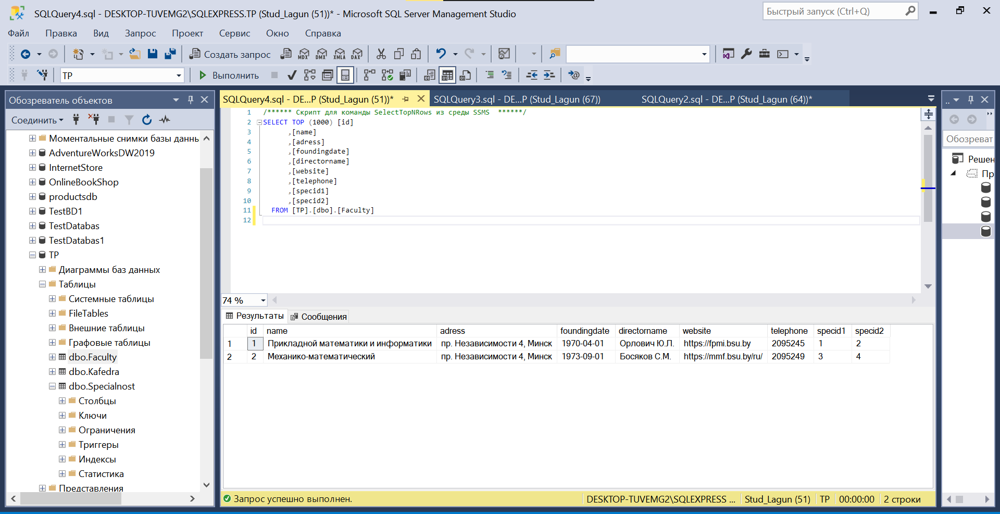 SQLQuery4.sql - DESKTOP-TUVEMG2\SQLEXPRESS.TP (Stud_Lagun (51))* - Microsoft SQL Server Management Studio
Быстрый запуск (Ctrl+Q)
Файл Правка Вид Запрос Проект Сервис Окно Справка
Создать запрос MDX DMX XMLA DAX
TP Выполнить
Обозреватель объектов
Соединить
Моментальные снимки базы данны
AdventureWorksDW2019
InternetStore
OnlineBookShop
productsdb
TestBD1
TestDatabas
TestDatabas1
TP
Диаграммы баз данных
Таблицы
Системные таблицы
FileTables
Внешние таблицы
Графовые таблицы
dbo.Faculty
dbo.Kafedra
dbo.Specialnost
Столбцы
Ключи
Ограничения
Триггеры
Индексы
Статистика
Представления
SQLQuery4.sql - DE...P (Stud_Lagun (51))* SQLQuery3.sql - DE...P (Stud_Lagun (67)) SQLQuery2.sql - DE...P (Stud_Lagun (64))*
1 /****** Скрипт для команды SelectTopNRows из среды SSMS ******/
2 SELECT TOP (1000) [id]
3 ,[name]
4 ,[adress]
5 ,[foundingdate]
6 ,[directorname]
7 ,[website]
8 ,[telephone]
9 ,[specid1]
10 ,[specid2]
11 FROM [TP].[dbo].[Faculty]
12
74 %
Результаты Сообщения
id name adress foundingdate directorname website telephone specid1 specid2
1 1 Прикладной математики и информатики пр. Независимости 4, Минск 1970-04-01 Орлович Ю.Л. https://fpmi.bsu.by 2095245 1 2
2 2 Механико-математический пр. Независимости 4, Минск 1973-09-01 Босяков С.М. https://mmf.bsu.by/ru/ 2095249 3 4
Запрос успешно выполнен. DESKTOP-TUVEMG2\SQLEXPRESS ... Stud_Lagun (51) TP 00:00:00 2 строки
..
Обозреват
Решен
Пр